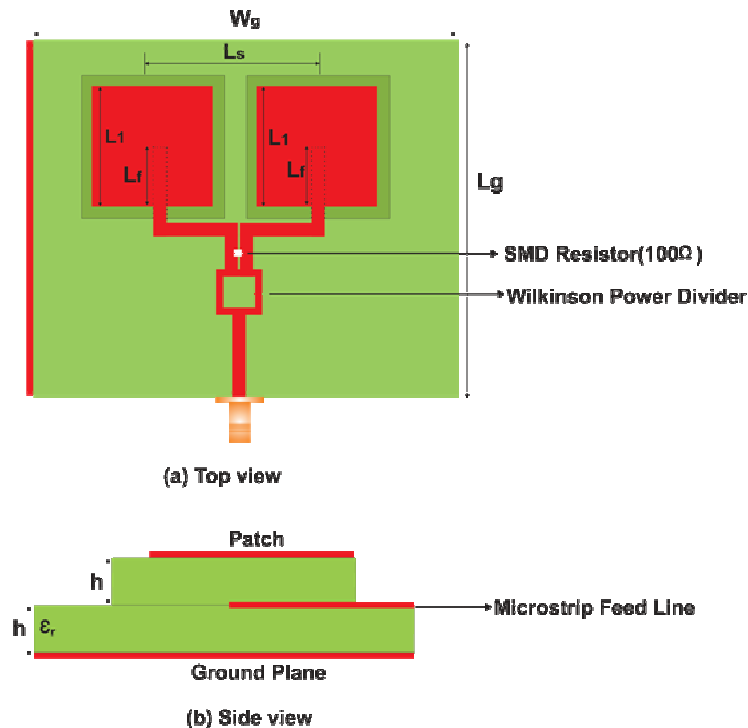 Wg
Ls
L1
L1
Lf
Lf
Lg
SMD Resistor(100Ω)
Wilkinson Power Divider
(a) Top view
Patch
h
h
εr
Microstrip Feed Line
Ground Plane
(b) Side view